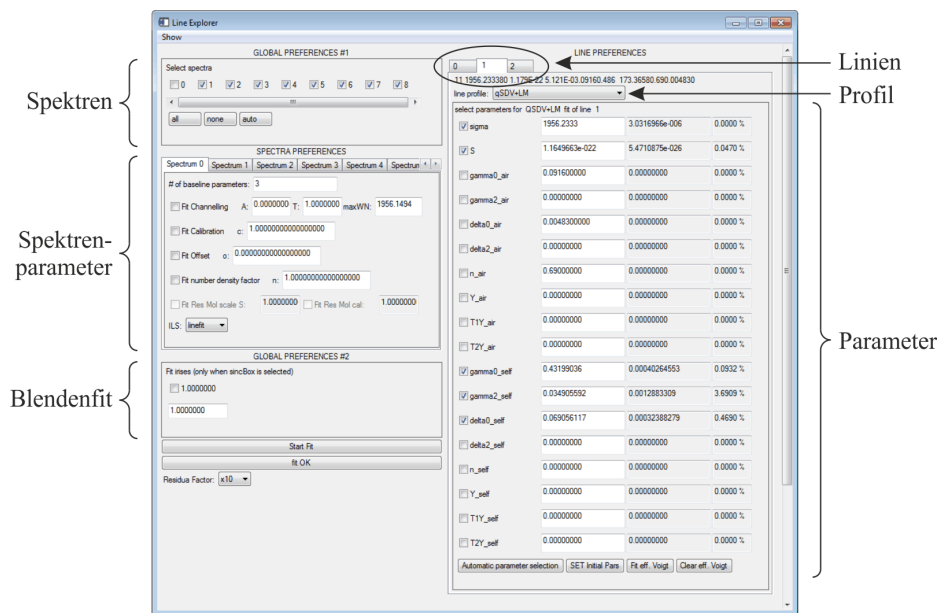 Line Explorer
Show
GLOBAL PREFERENCES #1
Select spectra
0 1 2 3 4 5 6 7 8
all none auto
SPECTRA PREFERENCES
Spectrum 0 Spectrum 1 Spectrum 2 Spectrum 3 Spectrum 4 Spectrun
# of baseline parameters: 3
Fit Channelling A: 0.0000000 T: 1.0000000 maxWN: 1956.1494
Fit Calibration c: 1.00000000000000000
Fit Offset o: 0.00000000000000000
Fit number density factor n: 1.00000000000000000
Fit Res Mol scale S: 1.0000000 Fit Res Mol cal: 1.0000000
ILS: linefit
GLOBAL PREFERENCES #2
Fit irises (only when sincBox is selected)
1.0000000
1.0000000
Start Fit
fit OK
Residua Factor: x10
LINE PREFERENCES
0 1 2
11 1956.233380 1.179E-22 5.121E-03.09160.486 173.36580.690.004830
line profile: qSDV+LM
select parameters for QSDV+LM fit of line 1
sigma 1956.2333 3.0316966e-006 0.0000 %
S 1.1649663e-022 5.4710875e-026 0.0470 %
gamma0_air 0.091600000 0.00000000 0.0000 %
gamma2_air 0.00000000 0.00000000 0.0000 %
delta0_air 0.0048300000 0.00000000 0.0000 %
delta2_air 0.00000000 0.00000000 0.0000 %
n_air 0.69000000 0.00000000 0.0000 %
Y_air 0.00000000 0.00000000 0.0000 %
T1Y_air 0.00000000 0.00000000 0.0000 %
T2Y_air 0.00000000 0.00000000 0.0000 %
gamma0_self 0.43199036 0.00040264553 0.0932 %
gamma2_self 0.034905592 0.0012883309 3.6909 %
delta0_self 0.069056117 0.00032388279 0.4690 %
delta2_self 0.00000000 0.00000000 0.0000 %
n_self 0.00000000 0.00000000 0.0000 %
Y_self 0.00000000 0.00000000 0.0000 %
T1Y_self 0.00000000 0.00000000 0.0000 %
T2Y_self 0.00000000 0.00000000 0.0000 %
Automatic parameter selection SET Initial Pars Fit eff. Voigt Clear eff. Voigt
Spektren
Spektren-
parameter
Blendenfit
Linien
Profil
Parameter